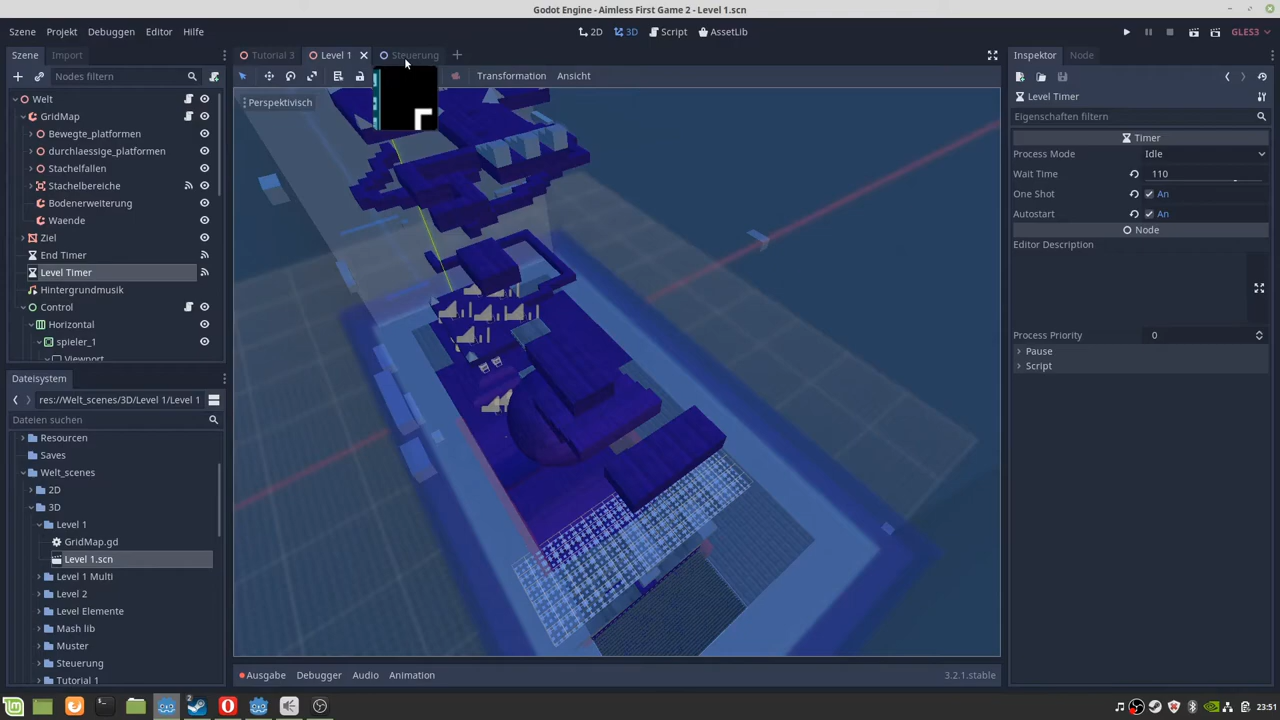 Godot Engine - Aimless First Game 2 - Level 1.scn
Szene Projekt Debuggen Editor Hilfe
2D 3D Script AssetLib
GLES3
Szene Import
Tutorial 3 Level 1 Steuerung
Inspektor Node
Nodes filtern
Transformation Ansicht
Perspektivisch
Level Timer
Eigenschaften filtern
Welt
GridMap
Bewegte_platformen
durchlaessige_platformen
Stachelfallen
Stachelbereiche
Bodenerweiterung
Waende
Ziel
End Timer
Level Timer
Hintergrundmusik
Control
Horizontal
spieler_1
Viewport
Timer
Process Mode Idle
Wait Time 110
One Shot An
Autostart An
Node
Editor Description
Process Priority 0
Pause
Script
Dateisystem
res://Welt_scenes/3D/Level 1/Level 1
Dateien suchen
Resourcen
Saves
Welt_scenes
2D
3D
Level 1
GridMap.gd
Level 1.scn
Level 1 Multi
Level 2
Level Elemente
Mash lib
Muster
Steuerung
Tutorial 1
Ausgabe Debugger Audio Animation
3.2.1.stable
2
23:51